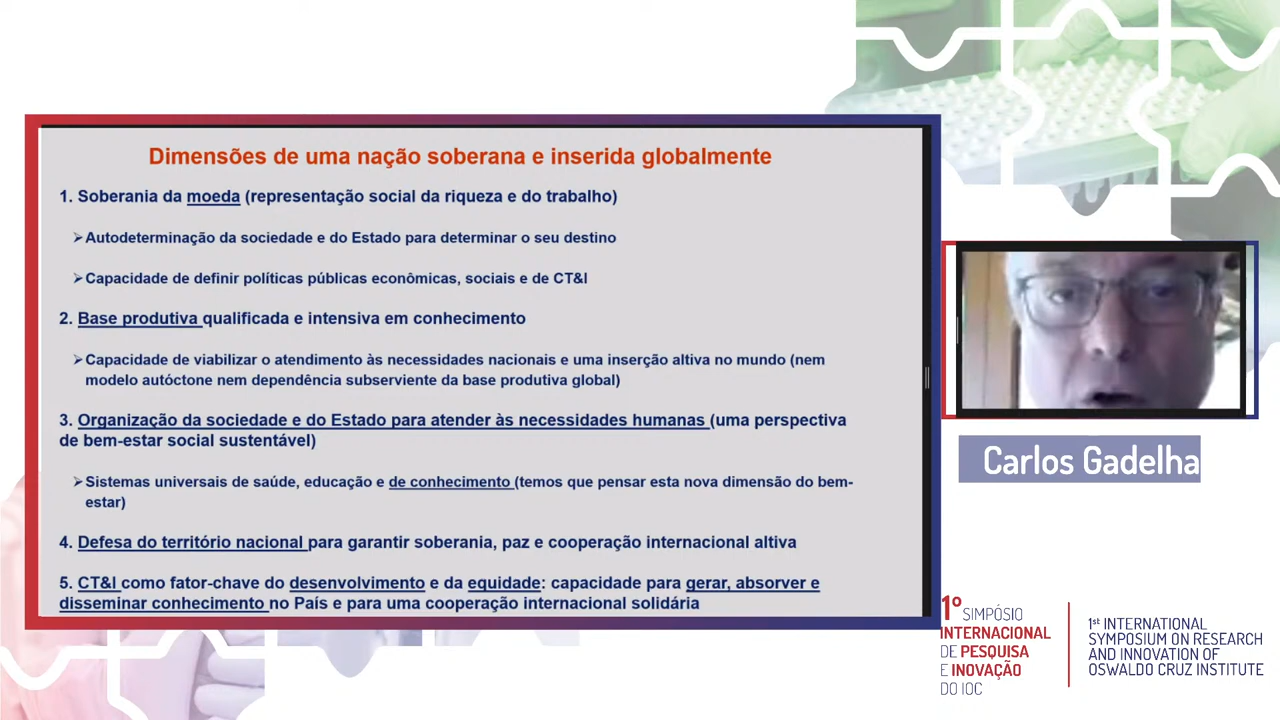 Dimensões de uma nação soberana e inserida globalmente
1. Soberania da moeda (representação social da riqueza e do trabalho)
➢Autodeterminação da sociedade e do Estado para determinar o seu destino
➢Capacidade de definir políticas públicas econômicas, sociais e de CT&I
2. Base produtiva qualificada e intensiva em conhecimento
➢Capacidade de viabilizar o atendimento às necessidades nacionais e uma inserção altiva no mundo (nem
modelo autóctone nem dependência subserviente da base produtiva global)
3. Organização da sociedade e do Estado para atender às necessidades humanas (uma perspectiva
de bem-estar social sustentável)
➢Sistemas universais de saúde, educação e de conhecimento (temos que pensar esta nova dimensão do bem-
estar)
4. Defesa do território nacional para garantir soberania, paz e cooperação internacional altiva
5. CT&I como fator-chave do desenvolvimento e da equidade: capacidade para gerar, absorver e
disseminar conhecimento no País e para uma cooperação internacional solidária
Carlos Gadelha
1º SIMPÓSIO
INTERNACIONAL
DE PESQUISA
E INOVAÇÃO
DO IOC
1st INTERNATIONAL
SYMPOSIUM ON RESEARCH
AND INNOVATION OF
OSWALDO CRUZ INSTITUTE